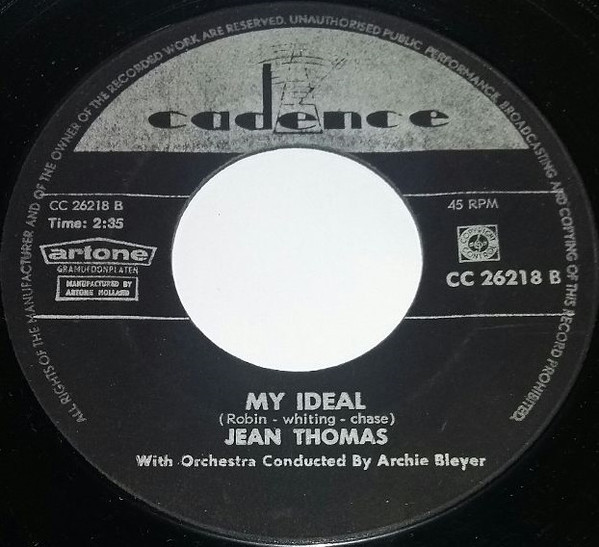 ALL RIGHTS OF THE MANUFACTURER AND OF THE OWNER OF THE RECORDED WORK ARE RESERVED. UNAUTHORISED PUBLIC PERFORMANCE BROADCASTING AND COPYING OF THIS RECORD PROHIBITED.
cadence
CC 26218 B
Time: 2:35
45 RPM
artone
GRAMOFOONPLATEN
MANUFACTURED BY
ARTONE HOLLAND
COPYRIGHT
CONTROL
CC 26218 B
MY IDEAL
(Robin - whiting - chase)
JEAN THOMAS
With Orchestra Conducted By Archie Bleyer